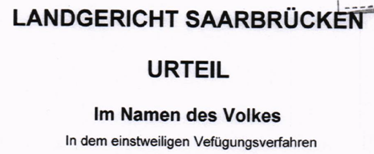 LANDGERICHT SAARBRÜCKEN
URTEIL
Im Namen des Volkes
In dem einstweiligen Vefügungsverfahren